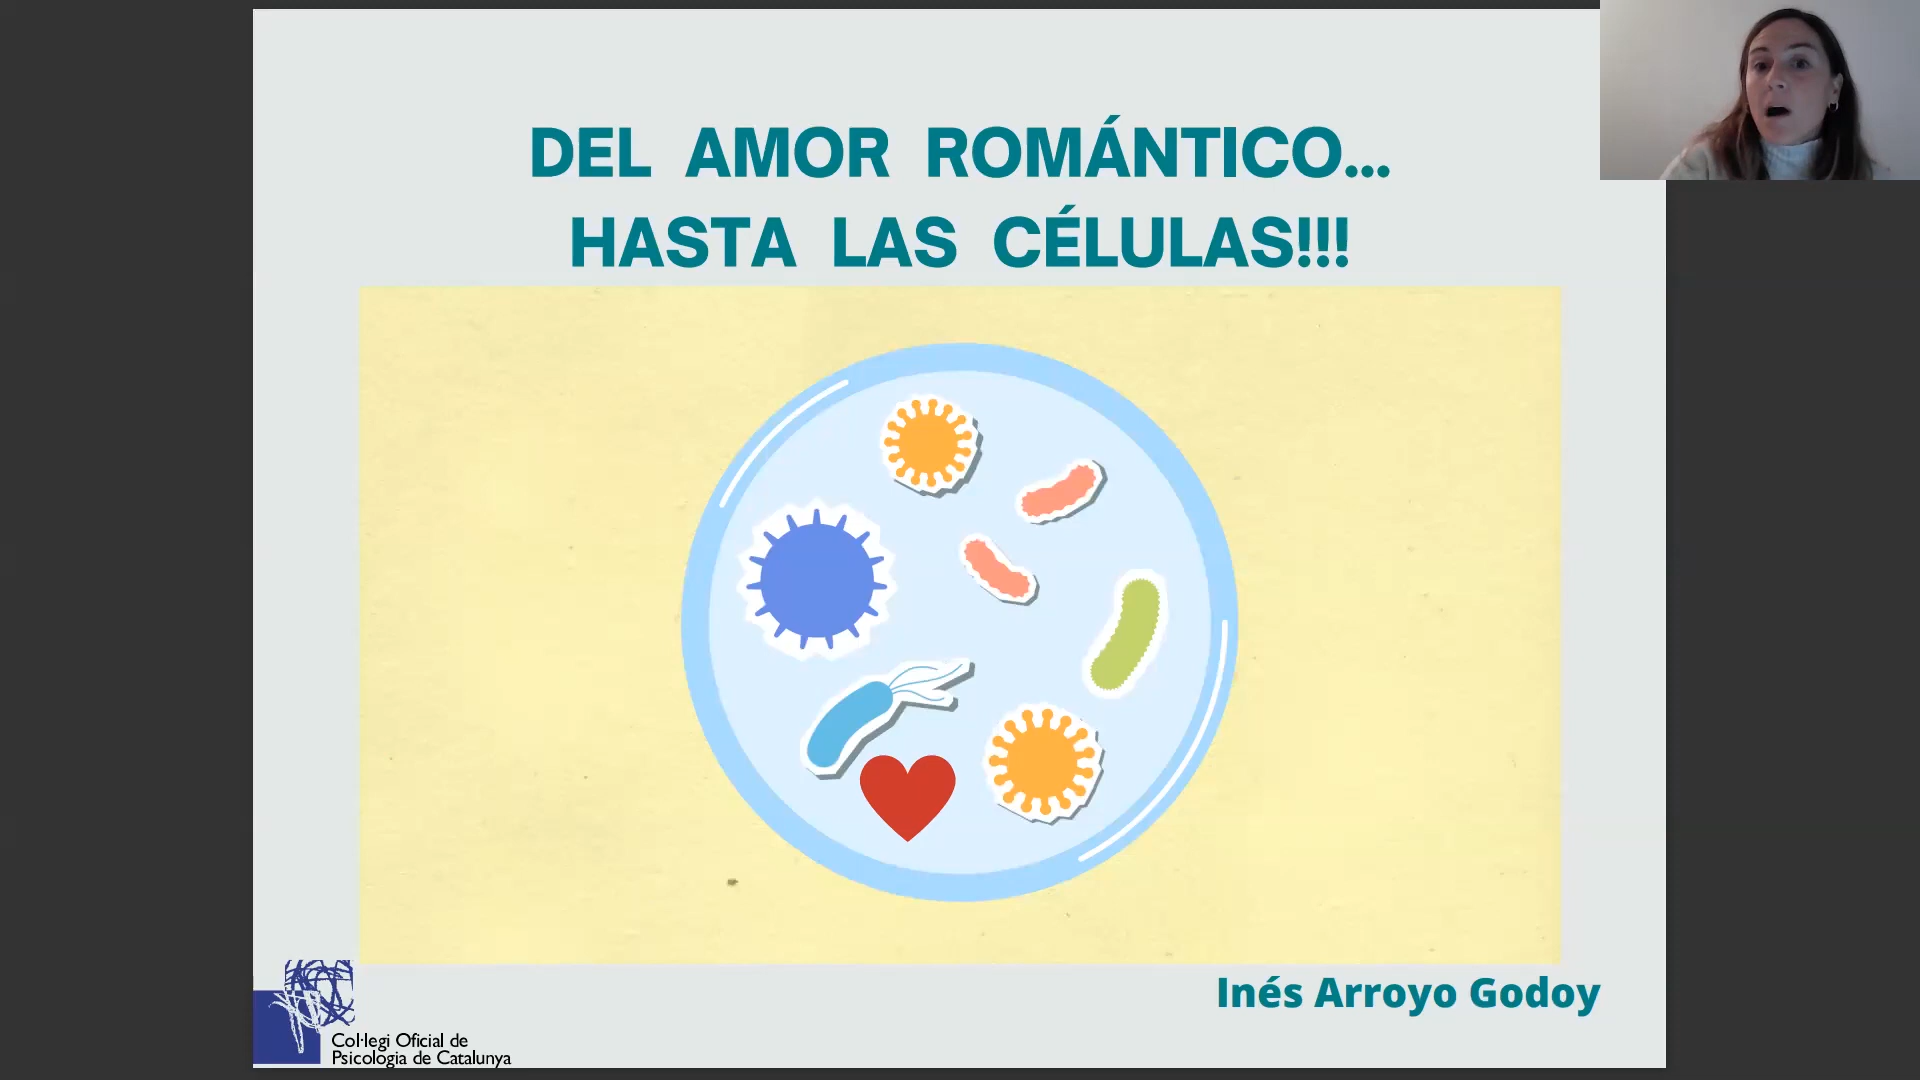 DEL AMOR ROMÁNTICO...
HASTA LAS CÉLULAS!!!
Inés Arroyo Godoy
Col·legi Oficial de
Psicologia de Catalunya